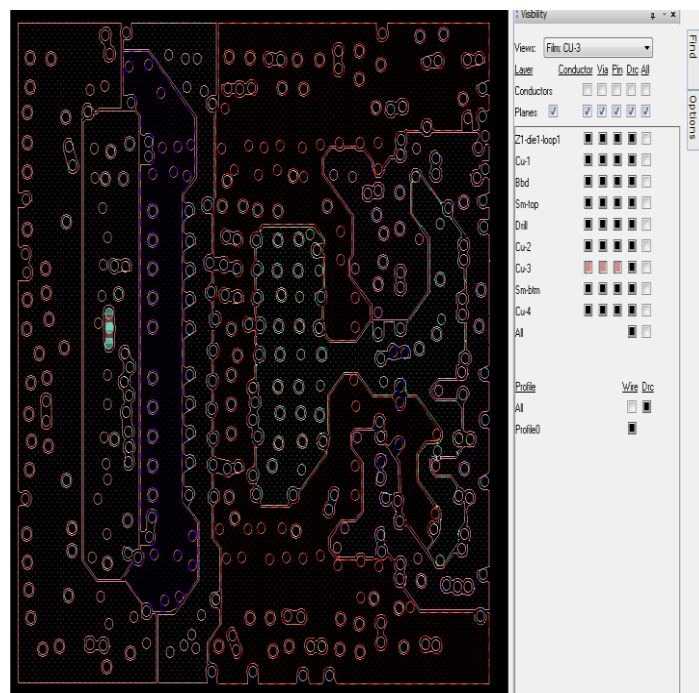 Visibility
Views: Film: CU-3
Layer Conductor Via Pin Drc All
Conductors
Planes
Z1-die1-loop1
Cu-1
Bbd
Sm-top
Drill
Cu-2
Cu-3
Sm-btm
Cu-4
All
Profile Wire Drc
All
Profile0
Find
Options